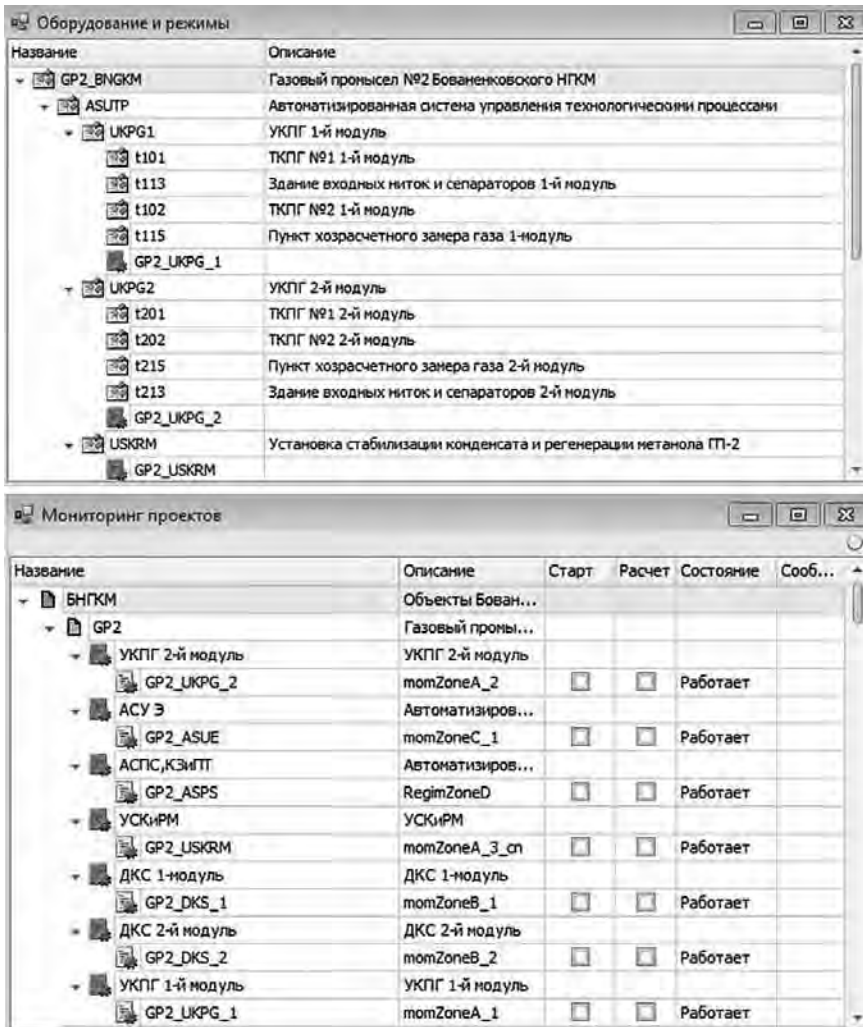 Оборудование и режимы
Название Описание
GP2_BNGKM Газовый промысел №2 Бованенковского НГКМ
ASUTP Автоматизированная система управления технологическими процессами
UKPG1 УКПГ 1-й модуль
t101 ТКПГ №1 1-й модуль
t113 Здание входных ниток и сепараторов 1-й модуль
t102 ТКПГ №2 1-й модуль
t115 Пункт хозрасчетного замера газа 1-модуль
GP2_UKPG_1
UKPG2 УКПГ 2-й модуль
t201 ТКПГ №1 2-й модуль
t202 ТКПГ №2 2-й модуль
t215 Пункт хозрасчетного замера газа 2-й модуль
t213 Здание входных ниток и сепараторов 2-й модуль
GP2_UKPG_2
USKRM Установка стабилизации конденсата и регенерации метанола ГП-2
GP2_USKRM
Мониторинг проектов
Название Описание Старт Расчет Состояние Сооб...
БНГКМ Объекты Бован...
GP2 Газовый промы...
УКПГ 2-й модуль УКПГ 2-й модуль
GP2_UKPG_2 momZoneA_2 Работает
АСУ Э Автоматизиров...
GP2_ASUE momZoneC_1 Работает
АСПС,КЗиПТ Автоматизиров...
GP2_ASPS RegimZoneD Работает
УСКиРМ УСКиРМ
GP2_USKRM momZoneA_3_cn Работает
ДКС 1-модуль ДКС 1-модуль
GP2_DKS_1 momZoneB_1 Работает
ДКС 2-й модуль ДКС 2-й модуль
GP2_DKS_2 momZoneB_2 Работает
УКПГ 1-й модуль УКПГ 1-й модуль
GP2_UKPG_1 momZoneA_1 Работает